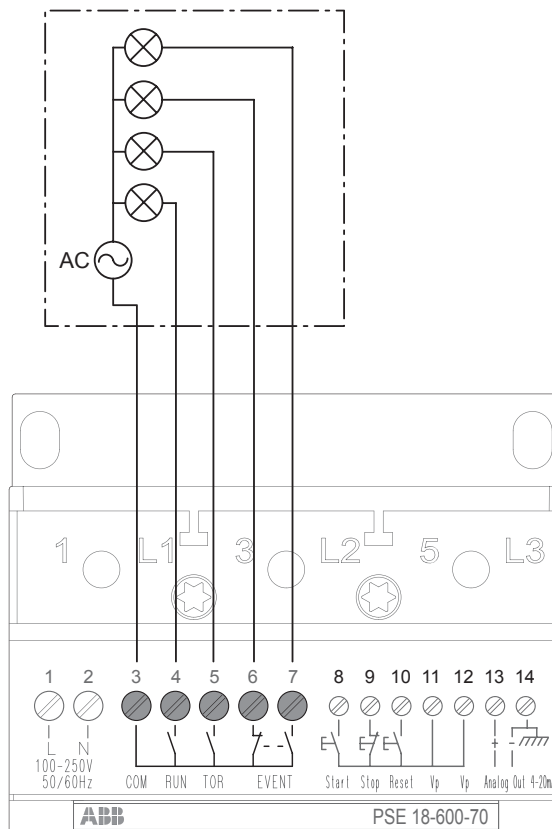 AC
1 L1 3 L2 5 L3
1 2 3 4 5 6 7 8 9 10 11 12 13 14
L N COM RUN TOR EVENT Start Stop Reset Vp Vp Analog Out 4-20m
100-250V
50/60Hz
ABB PSE 18-600-70